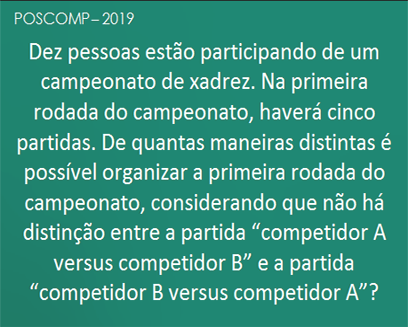 POSCOMP – 2019
Dez pessoas estão participando de um
campeonato de xadrez. Na primeira
rodada do campeonato, haverá cinco
partidas. De quantas maneiras distintas é
possível organizar a primeira rodada do
campeonato, considerando que não há
distinção entre a partida “competidor A
versus competidor B” e a partida
“competidor B versus competidor A”?